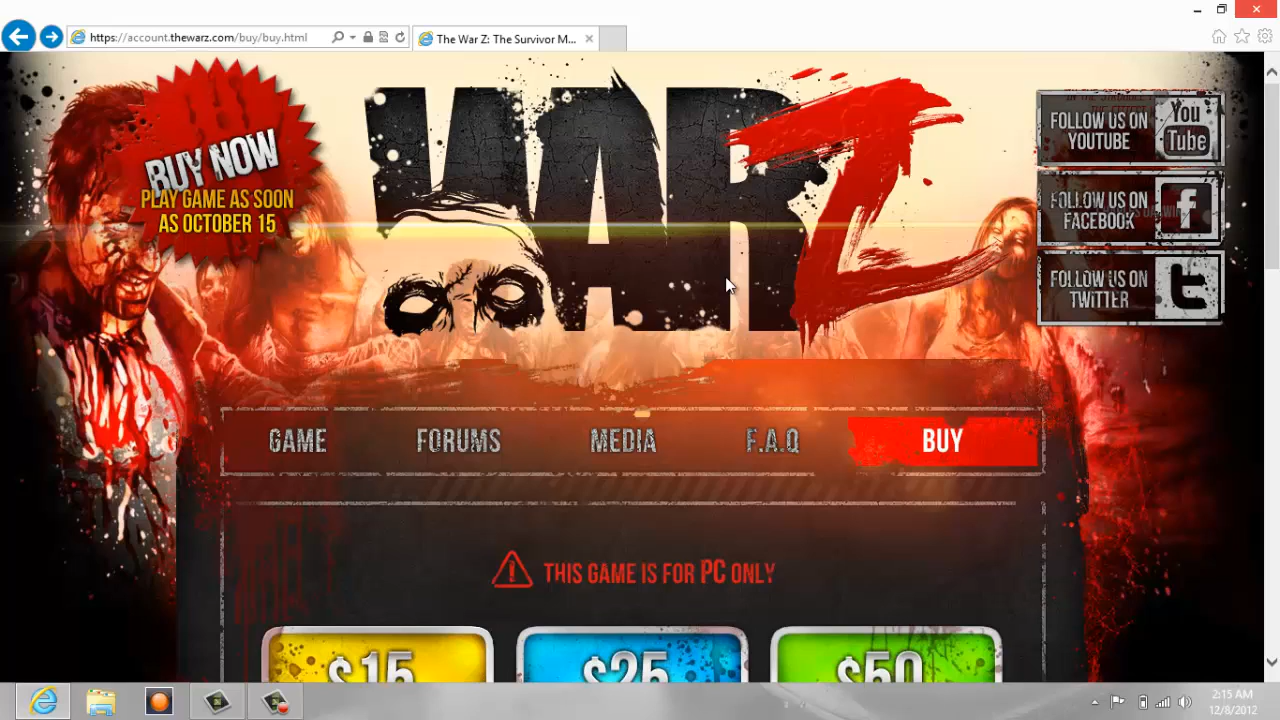 https://account.thewarz.com/buy/buy.html
The War Z: The Survivor M...
BUY NOW
PLAY GAME AS SOON
AS OCTOBER 15
WAR Z
FOLLOW US ON
YOUTUBE
You
Tube
FOLLOW US ON
FACEBOOK
f
FOLLOW US ON
TWITTER
t
GAME
FORUMS
MEDIA
F.A.Q
BUY
THIS GAME IS FOR PC ONLY
$15
$25
$50
2:15 AM
12/8/2012